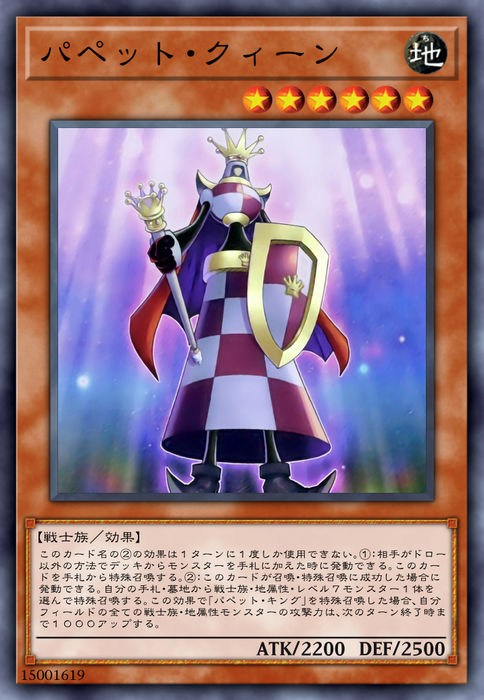 パペット・クィーン
ち
地
【戦士族／効果】
このカード名の②の効果は１ターンに１度しか使用できない。①：相手がドロー
以外の方法でデッキからモンスターを手札に加えた時に発動できる。このカー
ドを手札から特殊召喚する。②：このカードが召喚・特殊召喚に成功した場合に
発動できる。自分の手札・墓地から戦士族・地属性・レベル７モンスター１体を
選んで特殊召喚する。この効果で「パペット・キング」を特殊召喚した場合、自分
フィールドの全ての戦士族・地属性モンスターの攻撃力は、次のターン終了時ま
で１０００アップする。
ATK/2200 DEF/2500
15001619